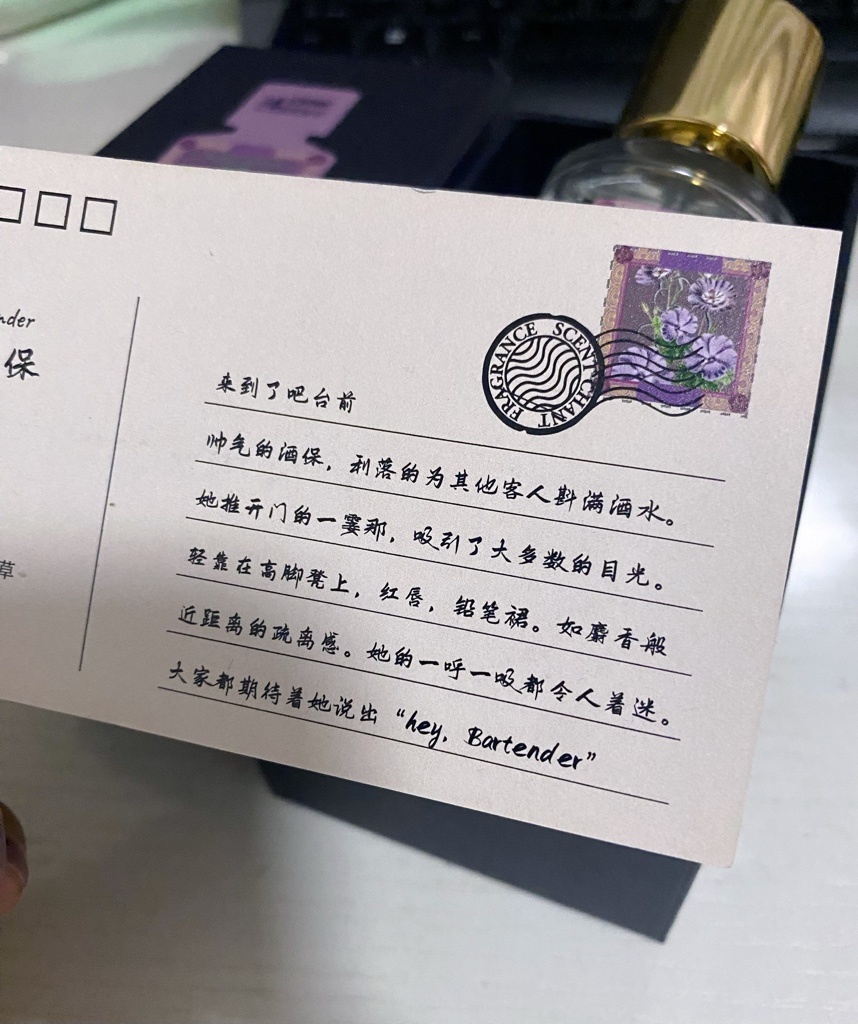 nder
保
草
FRAGRANCE SCENT CHANT
来到了吧台前
帅气的酒保，利落的为其他客人斟满酒水。
她推开门的一霎那，吸引了大多数的目光。
轻靠在高脚凳上，红唇，铅笔裙。如麝香般
近距离的疏离感。她的一呼一吸都令人着迷。
大家都期待着她说出“hey, Bartender”